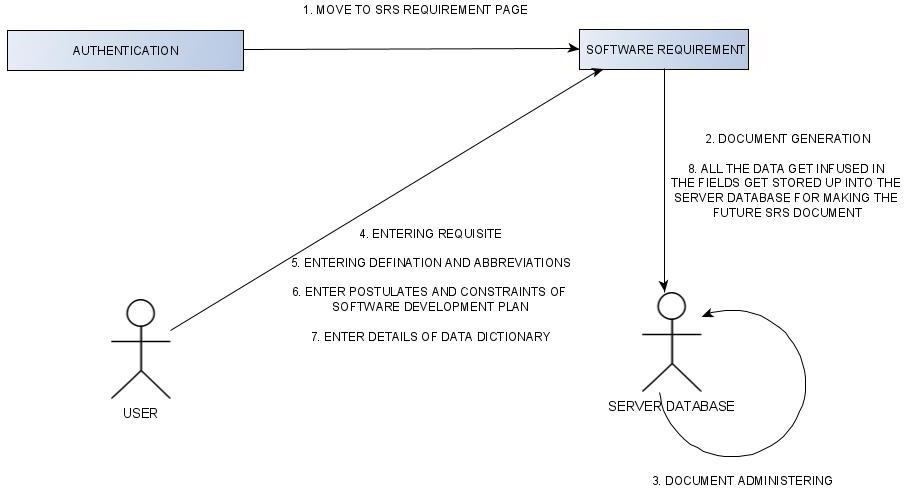 1. MOVE TO SRS REQUIREMENT PAGE
AUTHENTICATION
SOFTWARE REQUIREMENT
2. DOCUMENT GENERATION
8. ALL THE DATA GET INFUSED IN
THE FIELDS GET STORED UP INTO THE
SERVER DATABASE FOR MAKING THE
FUTURE SRS DOCUMENT
4. ENTERING REQUISITE
5. ENTERING DEFINATION AND ABBREVIATIONS
6. ENTER POSTULATES AND CONSTRAINTS OF
SOFTWARE DEVELOPMENT PLAN
7. ENTER DETAILS OF DATA DICTIONARY
USER
SERVER DATABASE
3. DOCUMENT ADMINISTERING